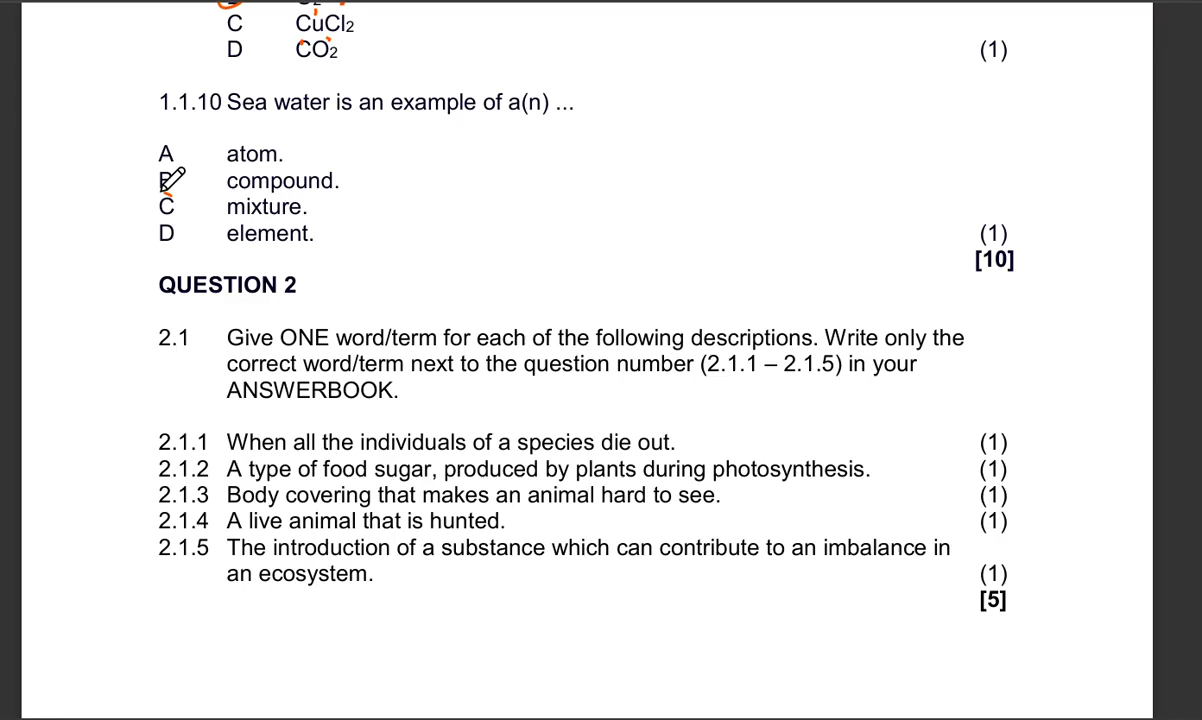 C CuCl2
D CO2 (1)
1.1.10 Sea water is an example of a(n) ...
A atom.
compound.
C mixture.
D element. (1)
[10]
QUESTION 2
2.1 Give ONE word/term for each of the following descriptions. Write only the
correct word/term next to the question number (2.1.1 – 2.1.5) in your
ANSWERBOOK.
2.1.1 When all the individuals of a species die out. (1)
2.1.2 A type of food sugar, produced by plants during photosynthesis. (1)
2.1.3 Body covering that makes an animal hard to see. (1)
2.1.4 A live animal that is hunted. (1)
2.1.5 The introduction of a substance which can contribute to an imbalance in
an ecosystem. (1)
[5]